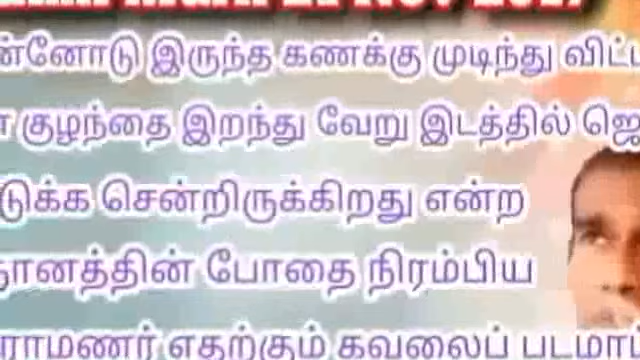 ன்னோடு இருந்த கணக்கு முடிந்து விட்ட
குழந்தை இறந்து வேறு இடத்தில் ஜெ
டுக்க சென்றிருக்கிறது என்ற
ஞானத்தின் போதை நிரம்பிய
ராமணர் எதற்கும் கவலைப் படமாட்